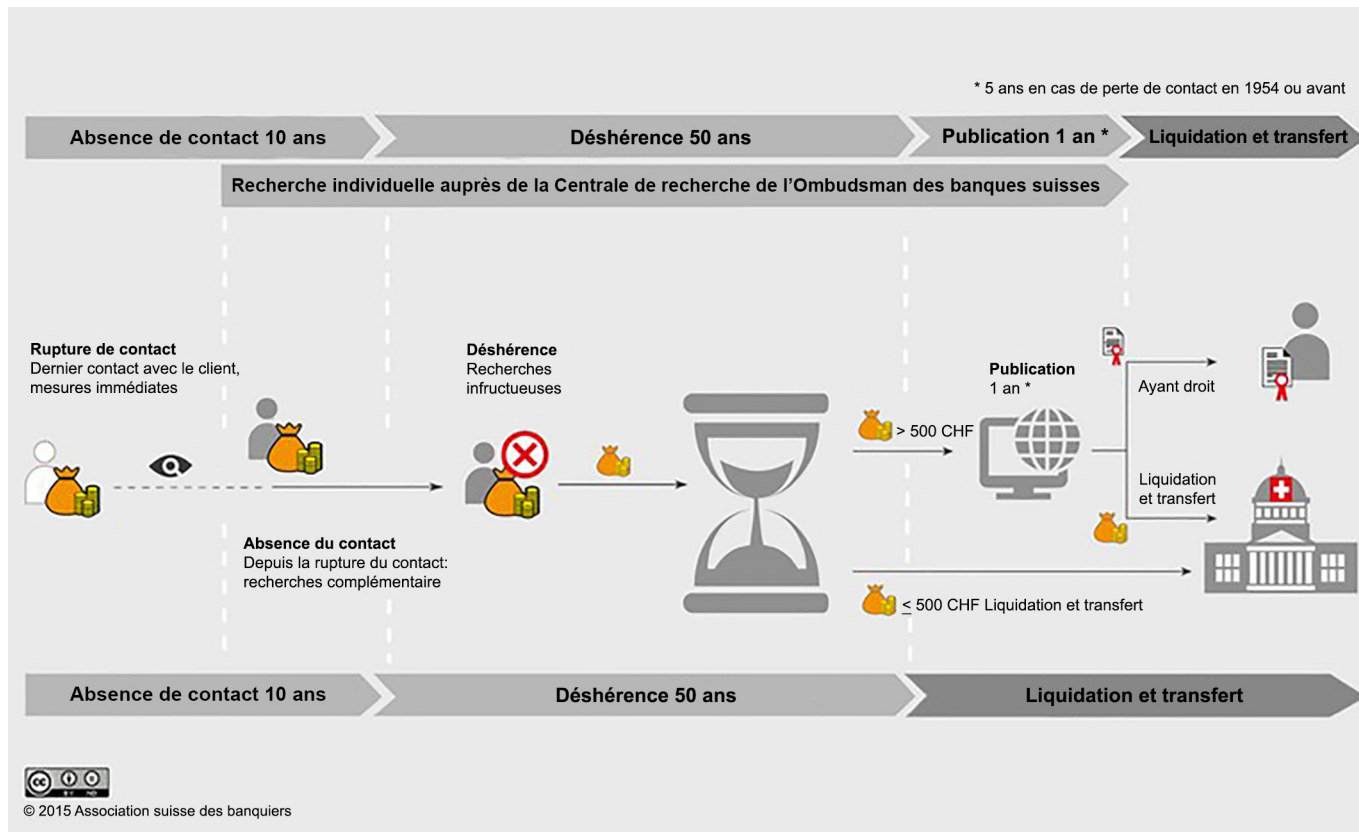 * 5 ans en cas de perte de contact en 1954 ou avant
Absence de contact 10 ans
Déshérence 50 ans
Publication 1 an *
Liquidation et transfert
Recherche individuelle auprès de la Centrale de recherche de l’Ombudsman des banques suisses
Rupture de contact
Dernier contact avec le client,
mesures immédiates
Déshérence
Recherches
infructueuses
Publication
1 an *
Ayant droit
> 500 CHF
Liquidation
et transfert
Absence du contact
Depuis la rupture du contact:
recherches complémentaire
≤ 500 CHF Liquidation et transfert
Absence de contact 10 ans
Déshérence 50 ans
Liquidation et transfert
cc
BY ND
© 2015 Association suisse des banquiers